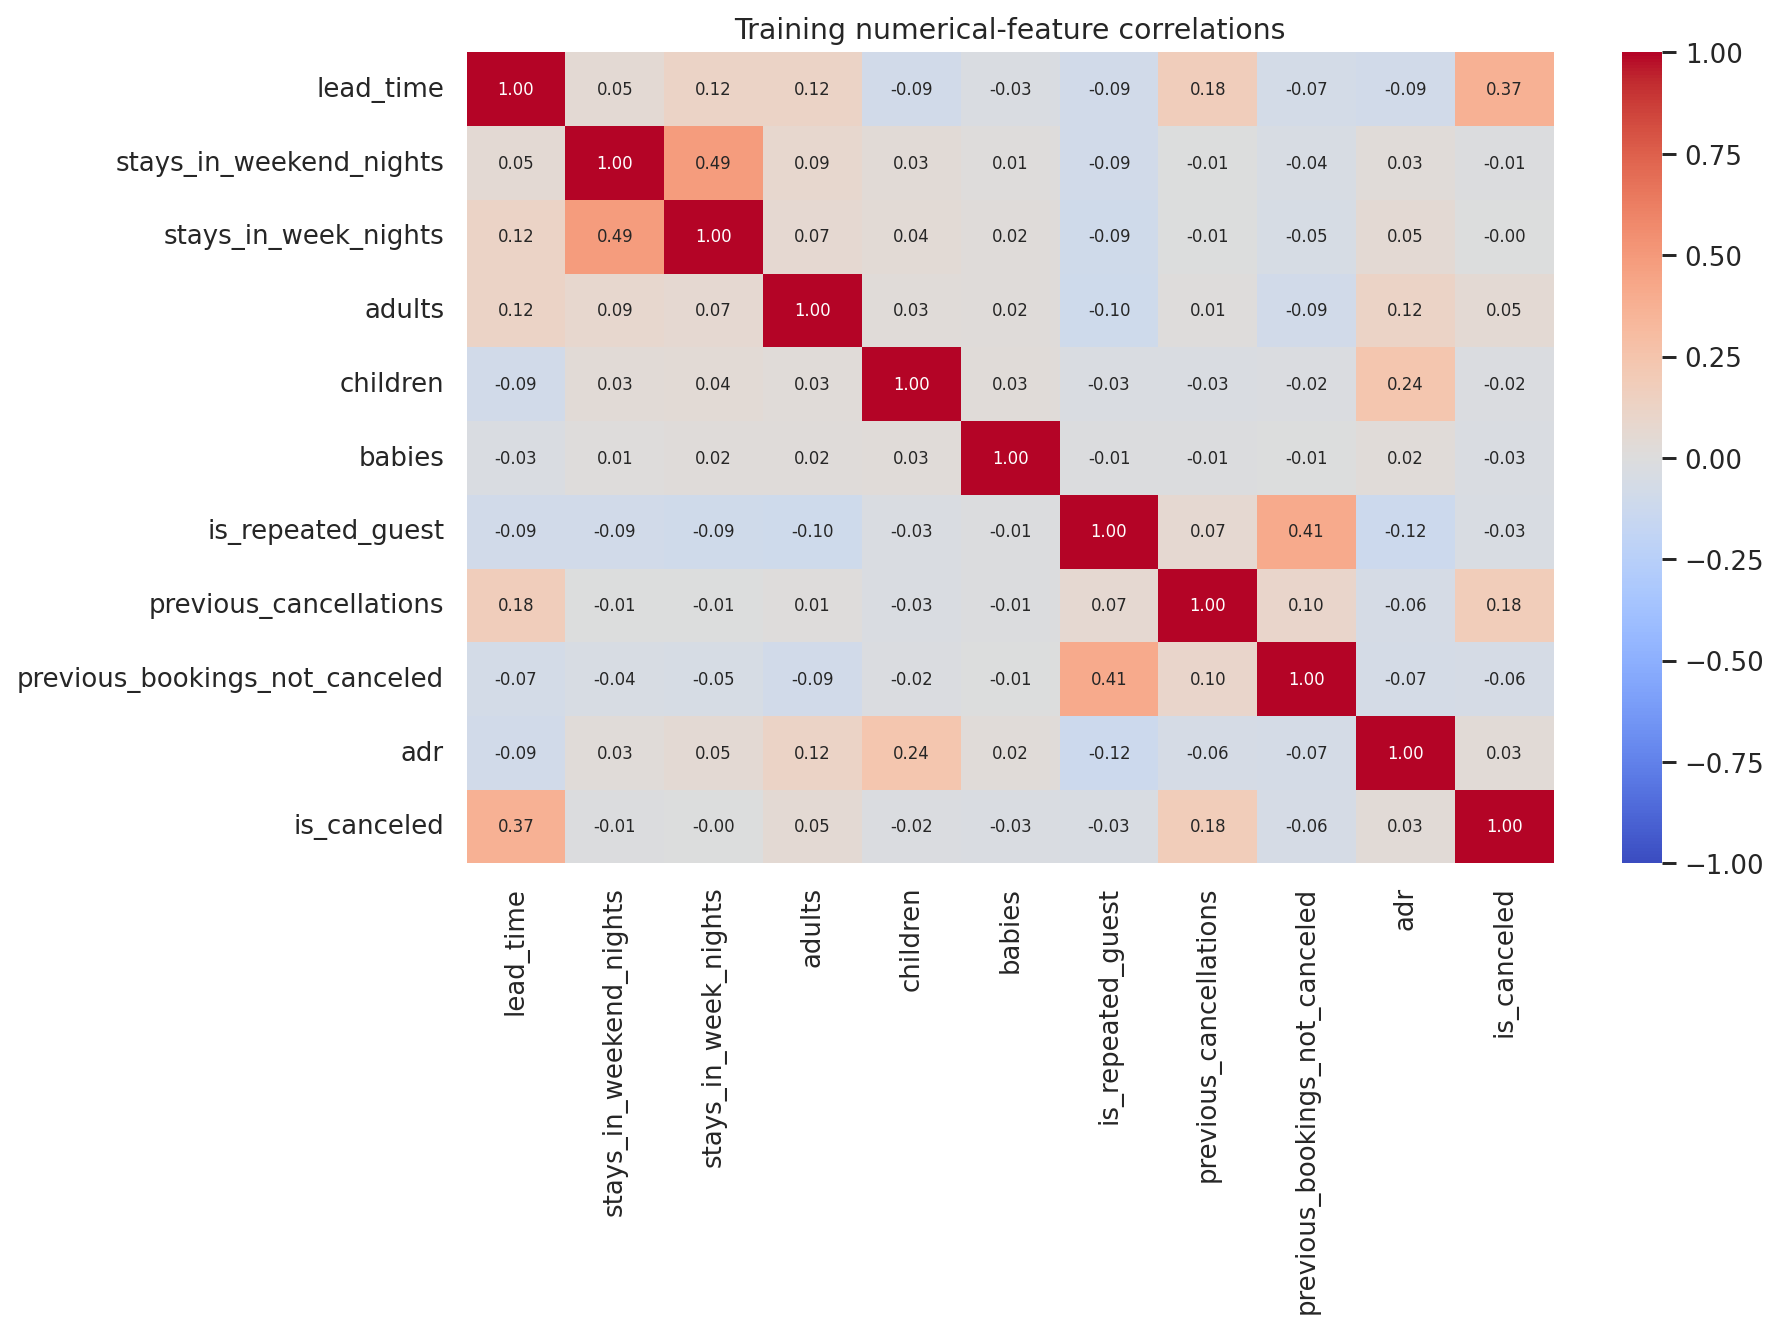 Training numerical-feature correlations
lead_time 1.00 0.05 0.12 0.12 -0.09 -0.03 -0.09 0.18 -0.07 -0.09 0.37
stays_in_weekend_nights 0.05 1.00 0.49 0.09 0.03 0.01 -0.09 -0.01 -0.04 0.03 -0.01
stays_in_week_nights 0.12 0.49 1.00 0.07 0.04 0.02 -0.09 -0.01 -0.05 0.05 -0.00
adults 0.12 0.09 0.07 1.00 0.03 0.02 -0.10 0.01 -0.09 0.12 0.05
children -0.09 0.03 0.04 0.03 1.00 0.03 -0.03 -0.03 -0.02 0.24 -0.02
babies -0.03 0.01 0.02 0.02 0.03 1.00 -0.01 -0.01 -0.01 0.02 -0.03
is_repeated_guest -0.09 -0.09 -0.09 -0.10 -0.03 -0.01 1.00 0.07 0.41 -0.12 -0.03
previous_cancellations 0.18 -0.01 -0.01 0.01 -0.03 -0.01 0.07 1.00 0.10 -0.06 0.18
previous_bookings_not_canceled -0.07 -0.04 -0.05 -0.09 -0.02 -0.01 0.41 0.10 1.00 -0.07 -0.06
adr -0.09 0.03 0.05 0.12 0.24 0.02 -0.12 -0.06 -0.07 1.00 0.03
is_canceled 0.37 -0.01 -0.00 0.05 -0.02 -0.03 -0.03 0.18 -0.06 0.03 1.00
lead_time
stays_in_weekend_nights
stays_in_week_nights
adults
children
babies
is_repeated_guest
previous_cancellations
previous_bookings_not_canceled
adr
is_canceled
1.00
0.75
0.50
0.25
0.00
−0.25
−0.50
−0.75
−1.00